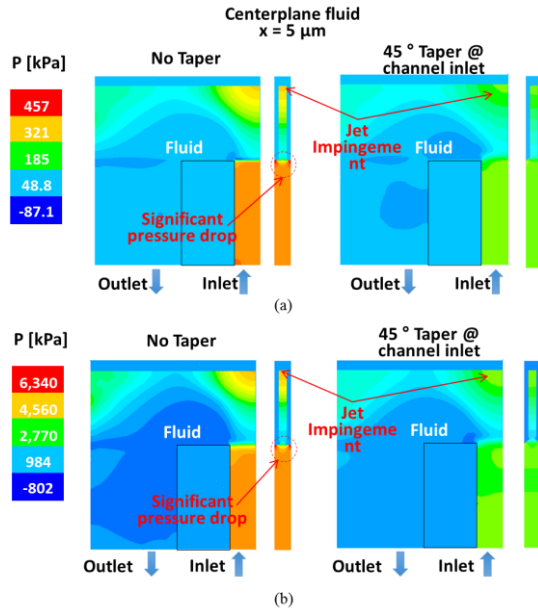 Centerplane fluid
x = 5 µm
P [kPa]
No Taper
45 ° Taper @
channel inlet
457
321
185
48.8
-87.1
Fluid
Fluid
Jet
Impingeme
nt
Significant
pressure drop
Outlet
Inlet
Outlet
Inlet
(a)
P [kPa]
No Taper
45 ° Taper @
channel inlet
6,340
4,560
2,770
984
-802
Fluid
Fluid
Jet
Impingeme
nt
Significant
pressure drop
Outlet
Inlet
Outlet
Inlet
(b)